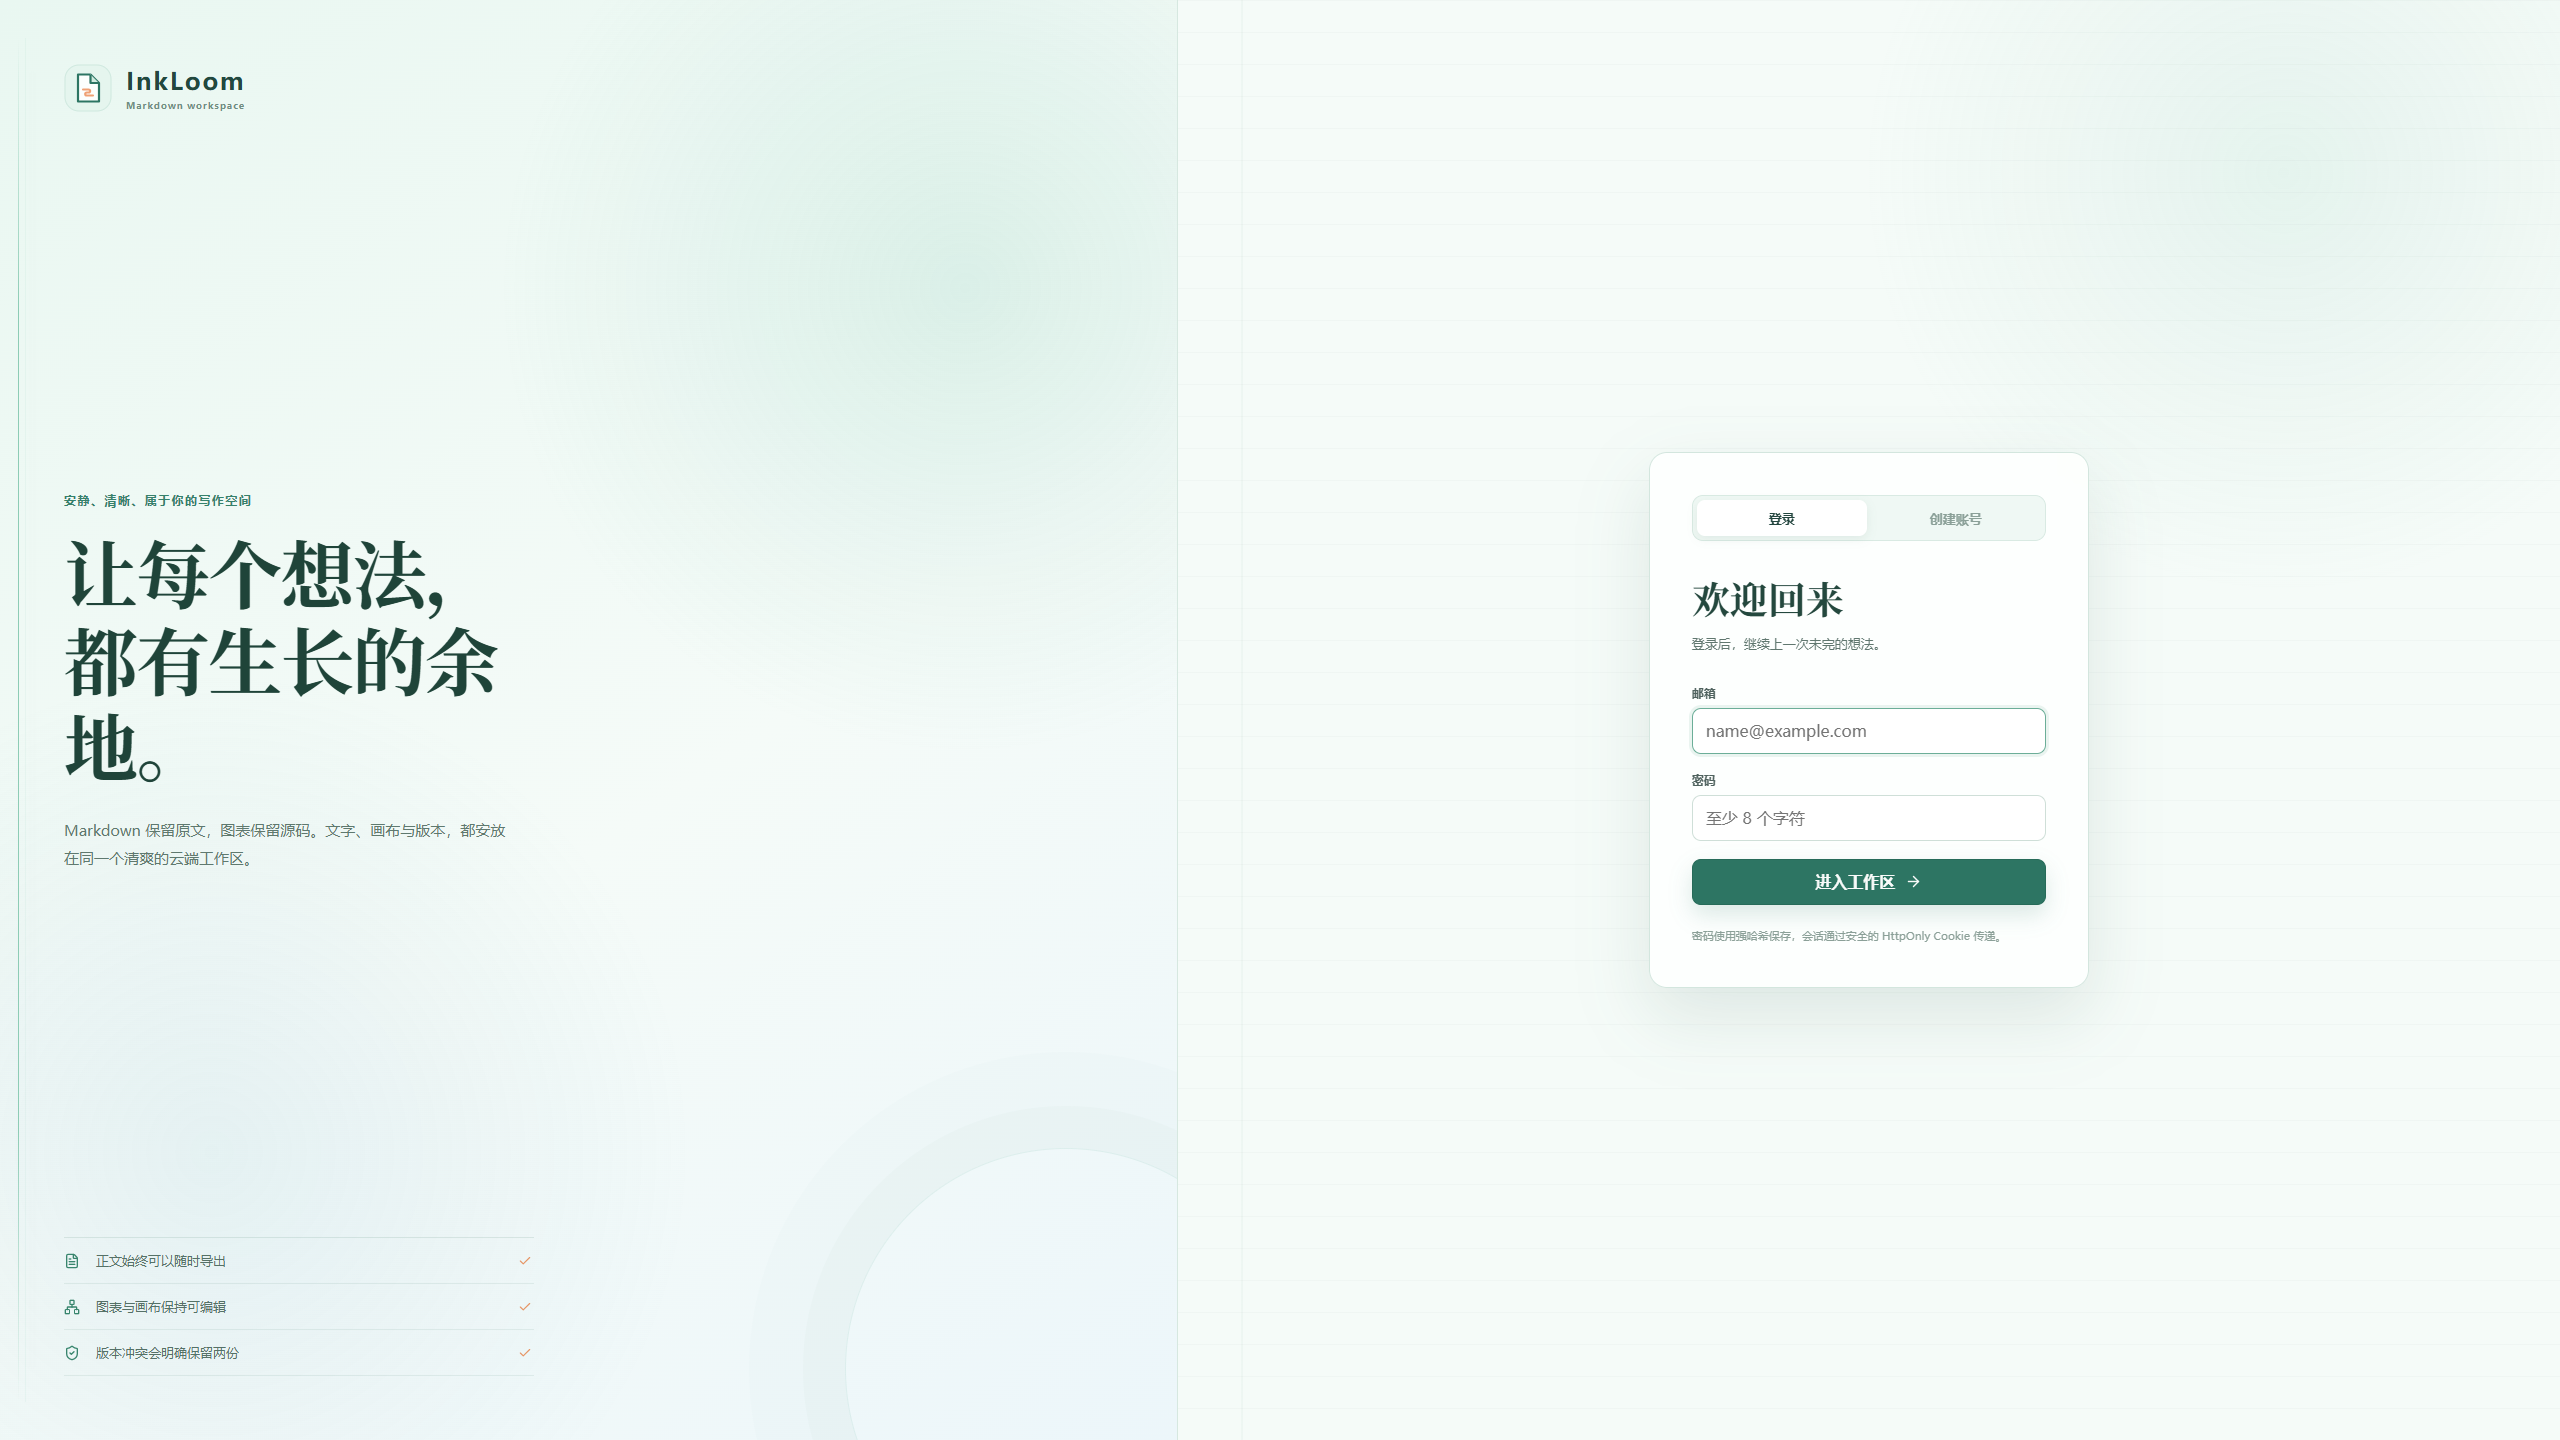 InkLoom
Markdown workspace
安静、清晰、属于你的写作空间
让每个想法，
都有生长的余
地。
Markdown 保留原文，图表保留源码。文字、画布与版本，都安放
在同一个清爽的云端工作区。
正文始终可以随时导出
图表与画布保持可编辑
版本冲突会明确保留两份
登录
创建账号
欢迎回来
登录后，继续上一次未完的想法。
邮箱
name@example.com
密码
至少 8 个字符
进入工作区 →
密码使用强哈希保存，会话通过安全的 HttpOnly Cookie 传递。